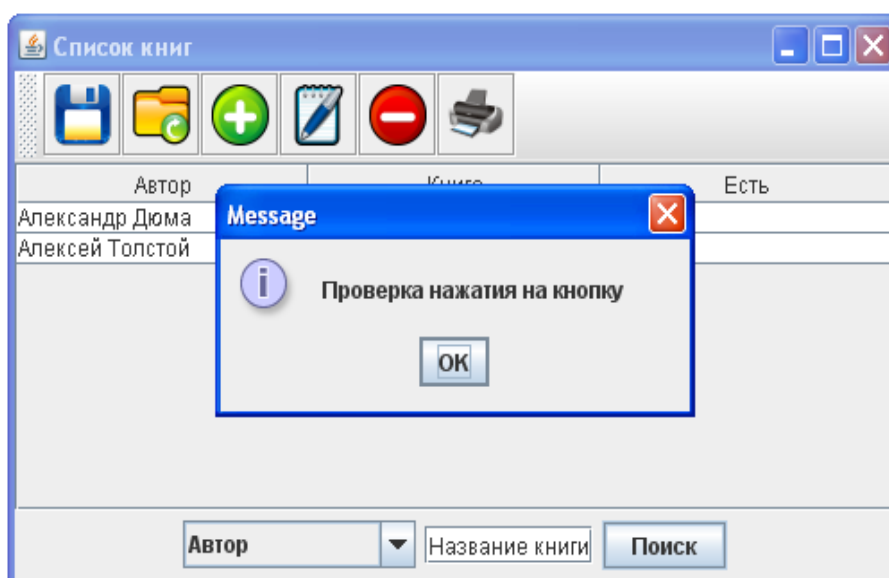 Список книг
Автор Есть
Александр Дюма
Алексей Толстой
Message
Проверка нажатия на кнопку
OK
Автор Название книги Поиск